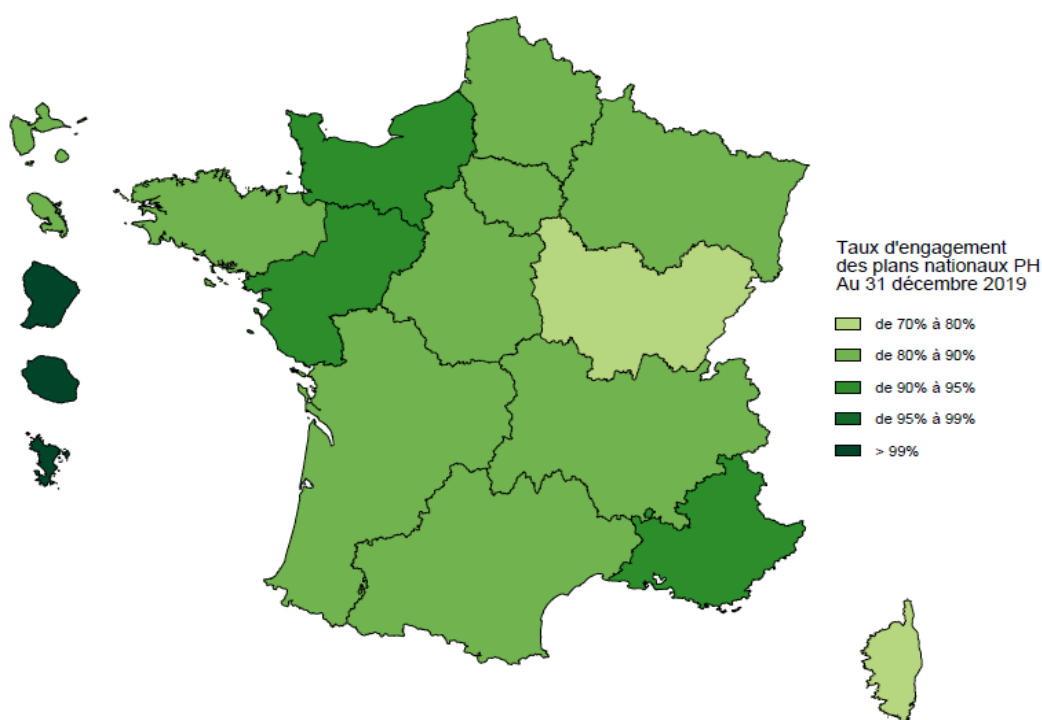 Taux d'engagement
des plans nationaux PH
Au 31 décembre 2019
de 70% à 80%
de 80% à 90%
de 90% à 95%
de 95% à 99%
> 99%